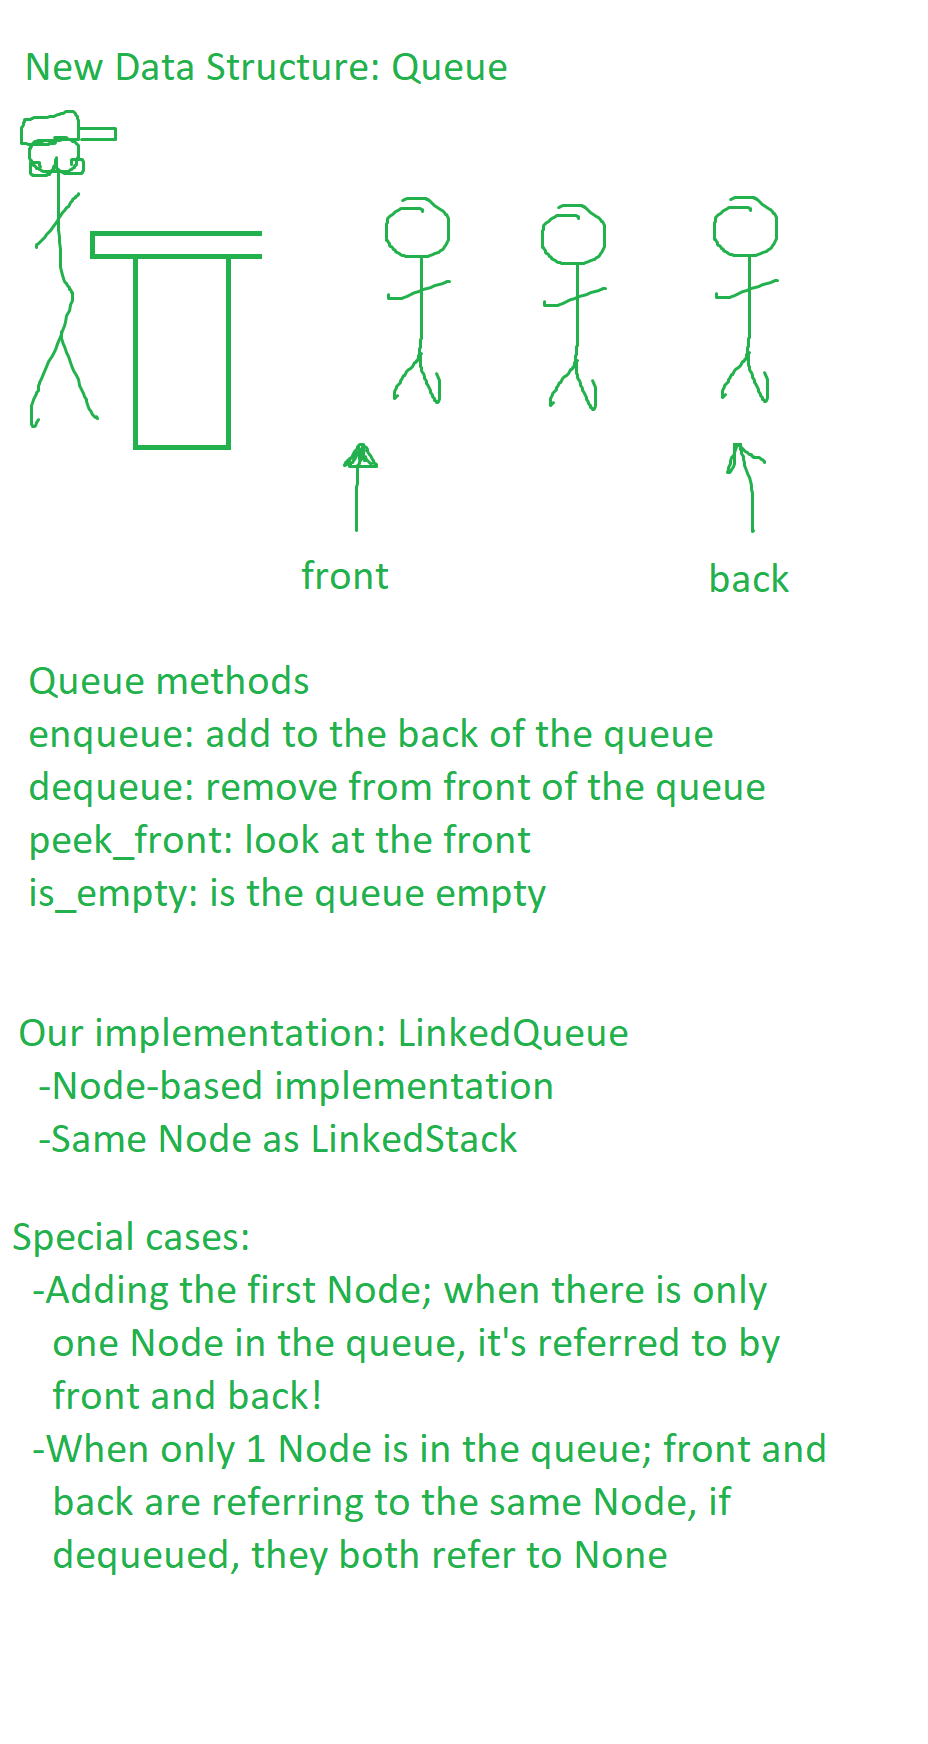 New Data Structure: Queue
front
back
Queue methods
enqueue: add to the back of the queue
dequeue: remove from front of the queue
peek_front: look at the front
is_empty: is the queue empty
Our implementation: LinkedQueue
-Node-based implementation
-Same Node as LinkedStack
Special cases:
-Adding the first Node; when there is only
one Node in the queue, it's referred to by
front and back!
-When only 1 Node is in the queue; front and
back are referring to the same Node, if
dequeued, they both refer to None